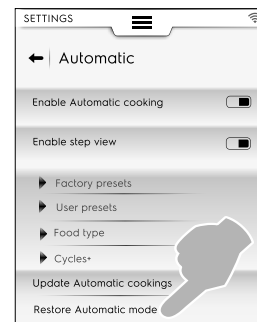 SETTINGS
Automatic
Enable Automatic cooking
Enable step view
Factory presets
User presets
Food type
Cycles+
Update Automatic cookings
Restore Automatic mode